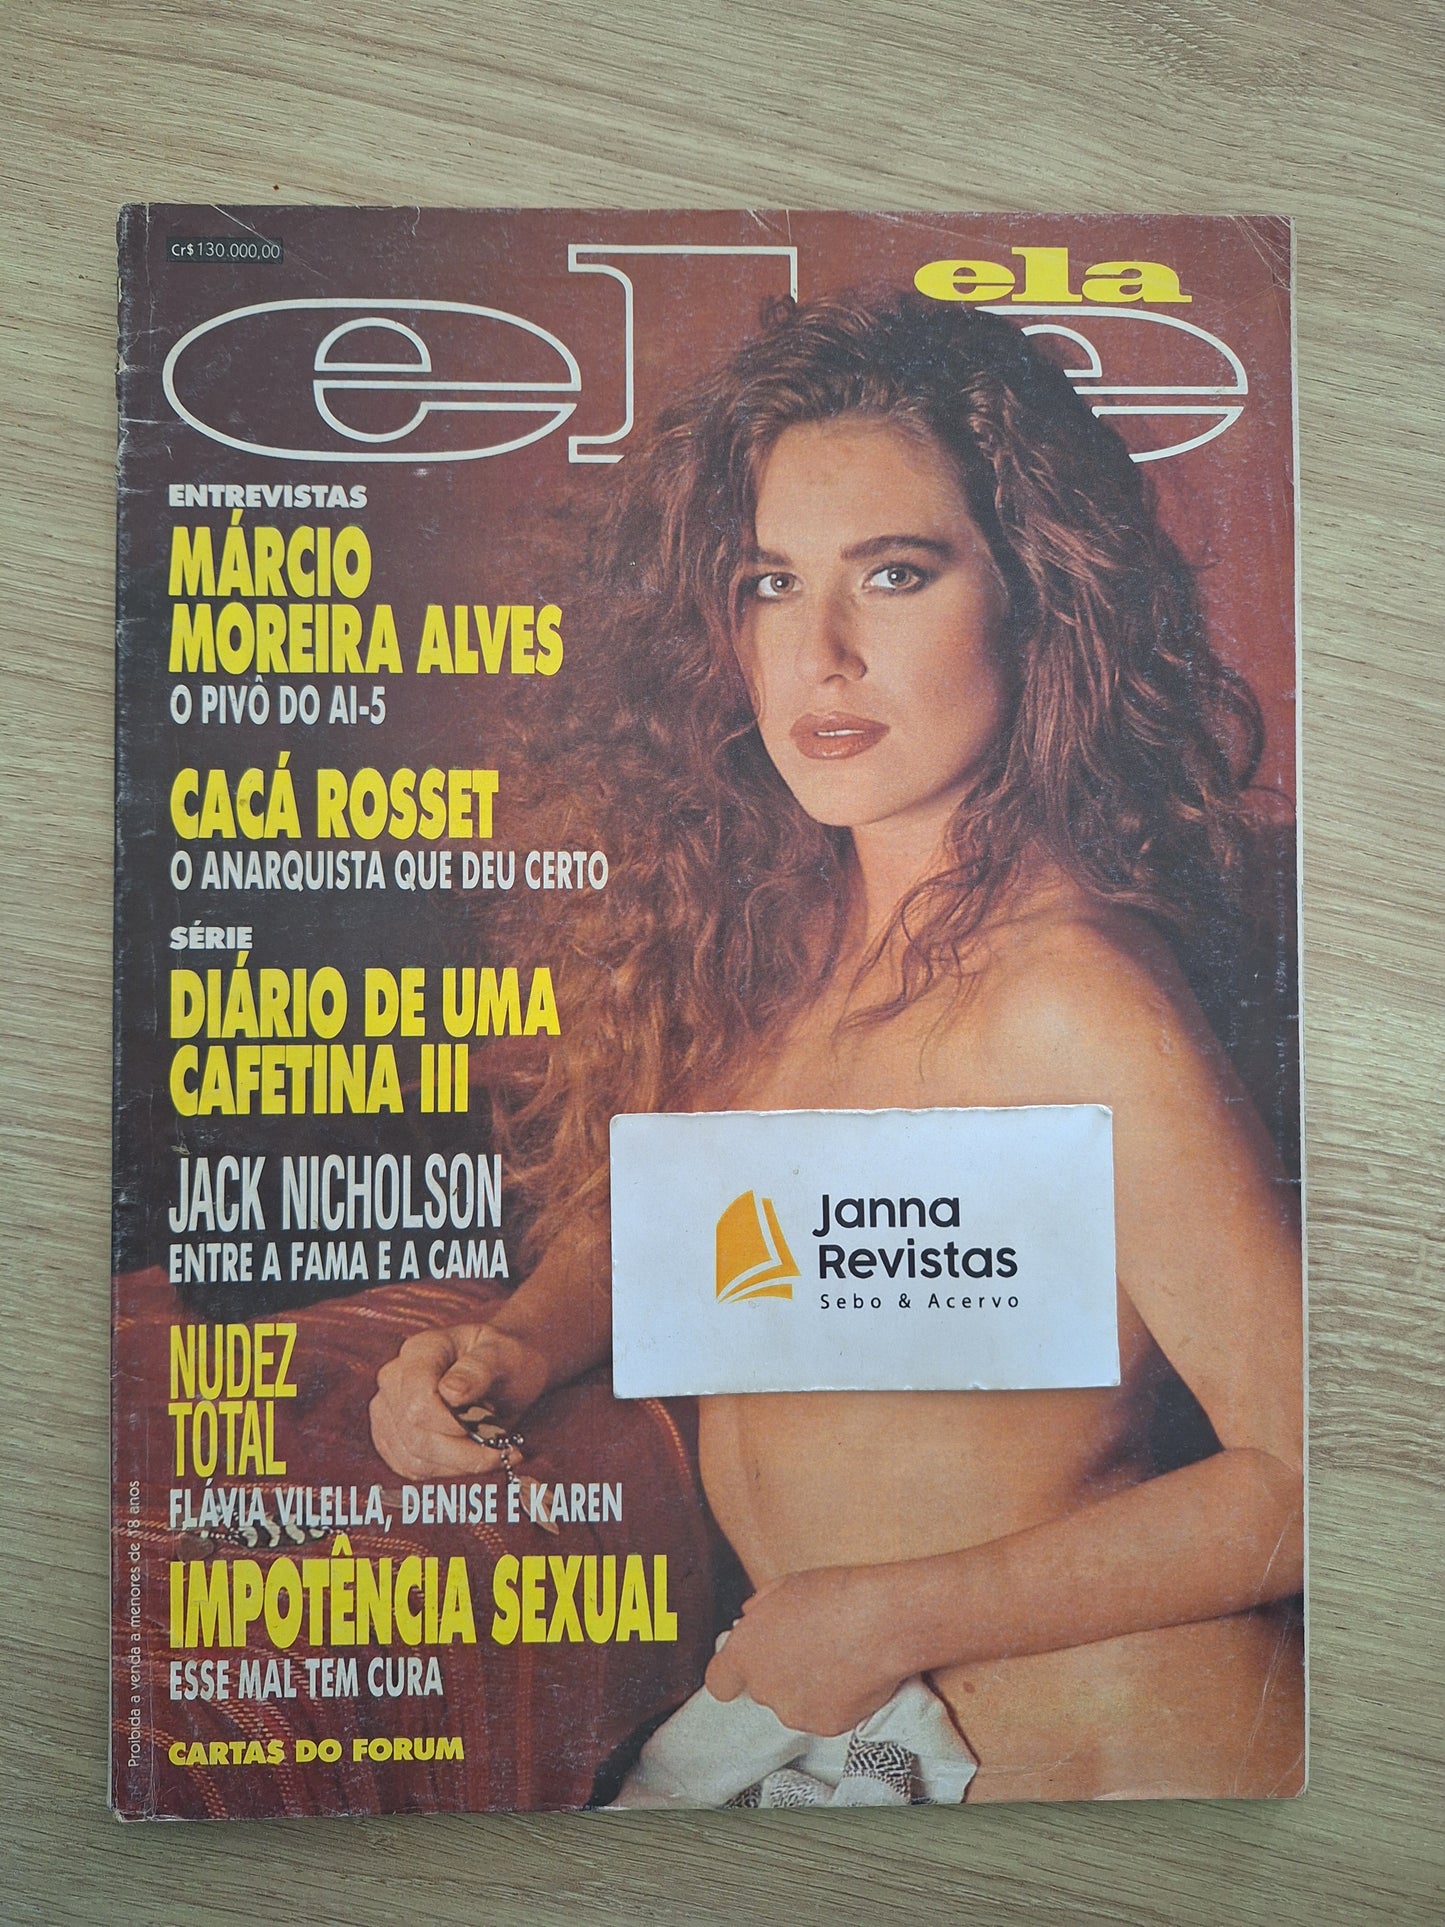 Cr$ 130.000,00
ela
ele
ENTREVISTAS
MÁRCIO
MOREIRA ALVES
O PIVÔ DO AI-5
CACÁ ROSSET
O ANARQUISTA QUE DEU CERTO
SÉRIE
DIÁRIO DE UMA
CAFETINA III
JACK NICHOLSON
ENTRE A FAMA E A CAMA
Janna
Revistas
Sebo & Acervo
NUDEZ
TOTAL
FLÁVIA VILELLA, DENISE E KAREN
IMPOTÊNCIA SEXUAL
ESSE MAL TEM CURA
CARTAS DO FORUM
Proibida a venda a menores de 18 anos